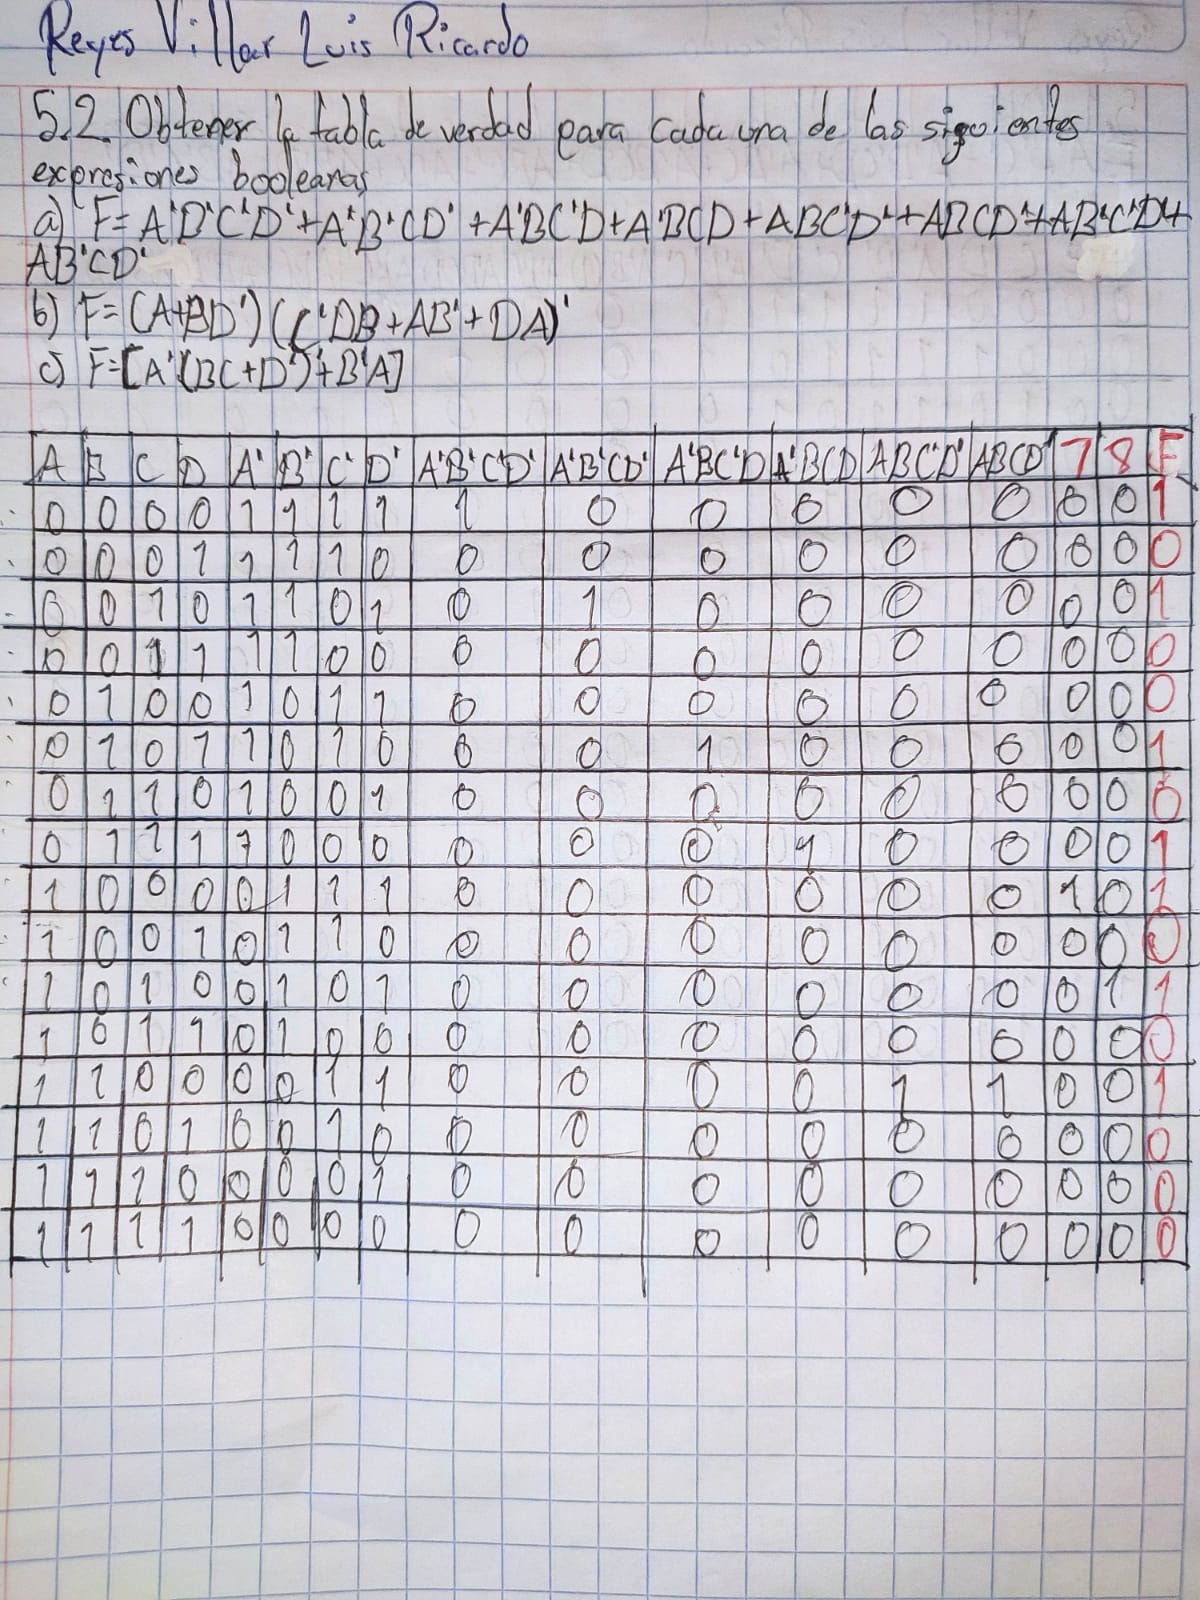 Reyes Villar Luis Ricardo
5.2. Obtener la tabla de verdad para cada una de las siguientes
expresiones booleanas
a) F= A'B'C'D'+A'B'CD'+A'BC'D+A'BCD+ABC'D'+ABCD'+AB'C'D'+
AB'CD'
b) F=(A+BD')(C'DB+AB'+DA)'
c) F=[A'(BC+D')'+B'A]
A B C D A' B' C' D' A'B'C'D' A'B'CD' A'BC'D A'BCD ABC'D' ABCD' 7 8 F
0 0 0 0 1 1 1 1 1 0 0 0 0 0 0 0 1
0 0 0 1 1 1 1 0 0 0 0 0 0 0 0 0 0
0 0 1 0 1 1 0 1 0 1 0 0 0 0 0 0 1
0 0 1 1 1 1 0 0 0 0 0 0 0 0 0 0 0
0 1 0 0 1 0 1 1 0 0 0 0 0 0 0 0 0
0 1 0 1 1 0 1 0 0 0 1 0 0 0 0 0 1
0 1 1 0 1 0 0 1 0 0 0 0 0 0 0 0 0
0 1 1 1 1 0 0 0 0 0 0 1 0 0 0 0 1
1 0 0 0 0 1 1 1 0 0 0 0 0 0 1 0 1
1 0 0 1 0 1 1 0 0 0 0 0 0 0 0 0 0
1 0 1 0 0 1 0 1 0 0 0 0 0 0 0 1 1
1 0 1 1 0 1 0 0 0 0 0 0 0 0 0 0 0
1 1 0 0 0 0 1 1 0 0 0 0 1 1 0 0 1
1 1 0 1 0 0 1 0 0 0 0 0 0 0 0 0 0
1 1 1 0 0 0 0 1 0 0 0 0 0 0 0 0 0
1 1 1 1 0 0 0 0 0 0 0 0 0 0 0 0 0